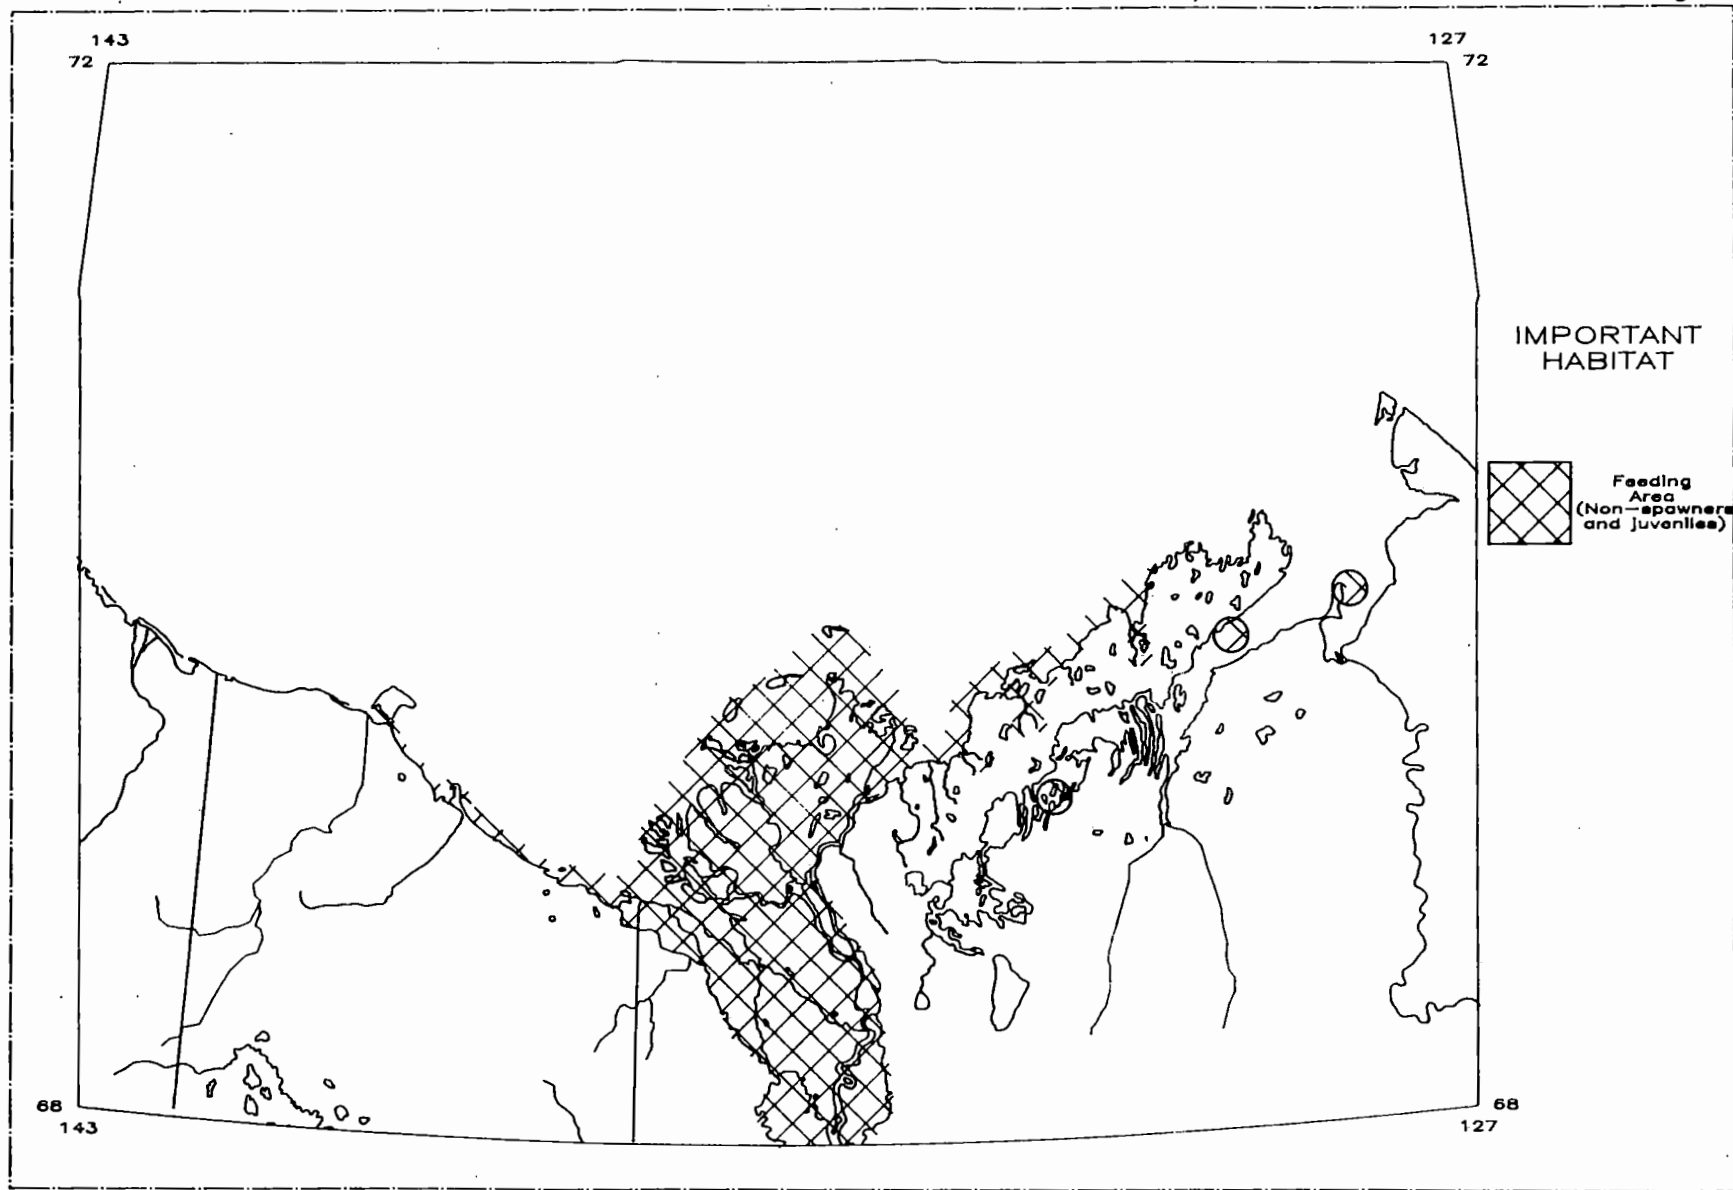 143
127
72
72
IMPORTANT
HABITAT
Feeding
Area
(Non-spawners
and juveniles)
68
68
143
127